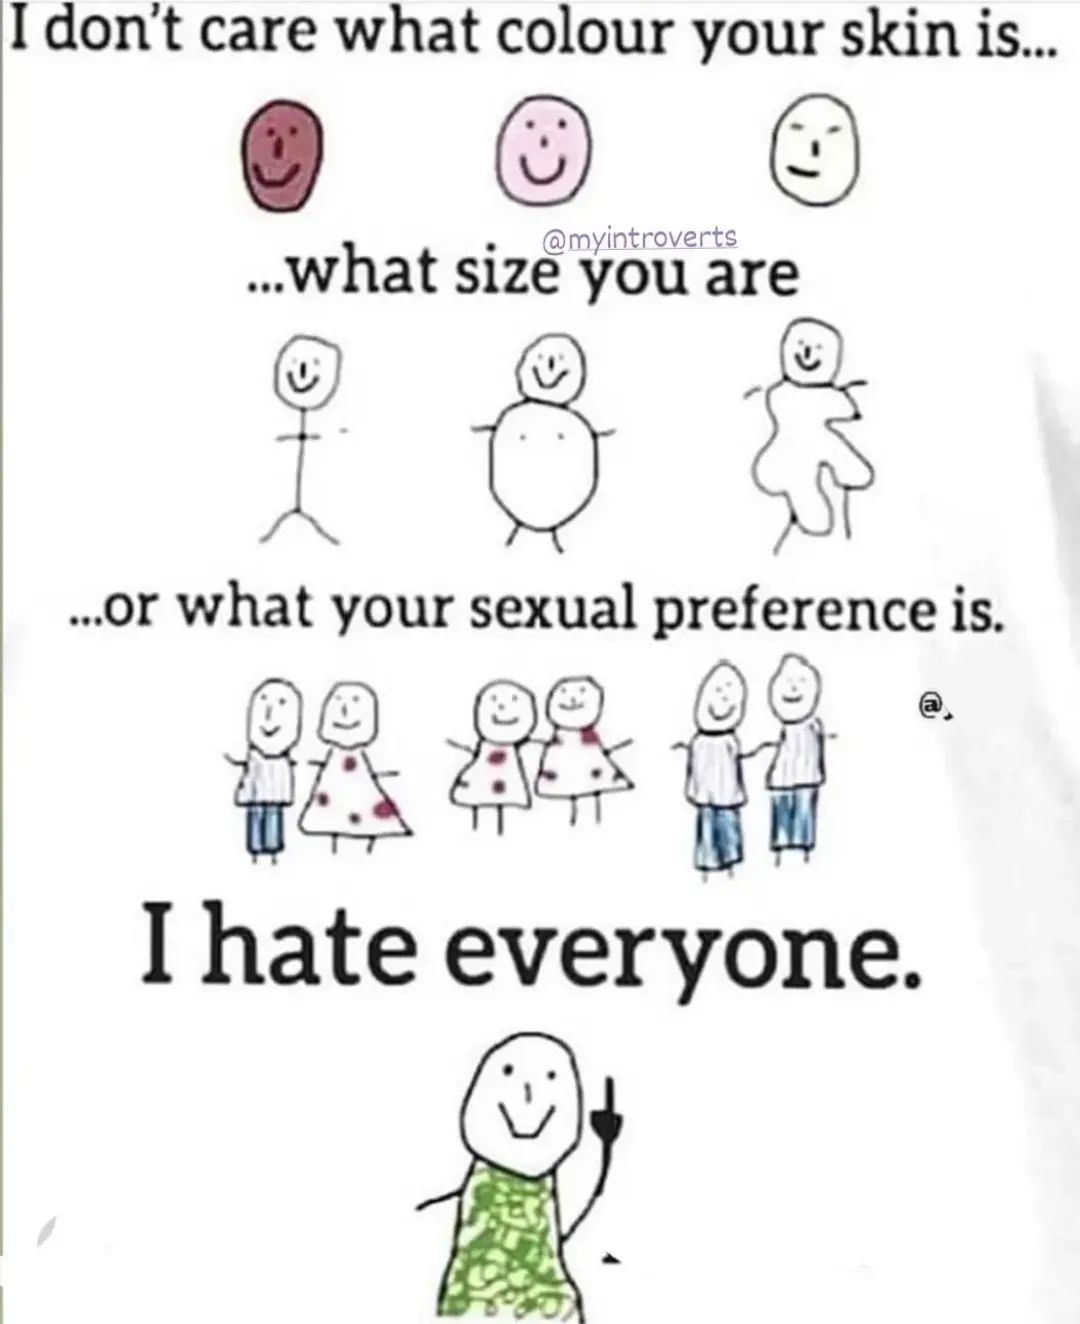 I don't care what colour your skin is...
@myintroverts
...what size you are
...or what your sexual preference is.
@.
I hate everyone.